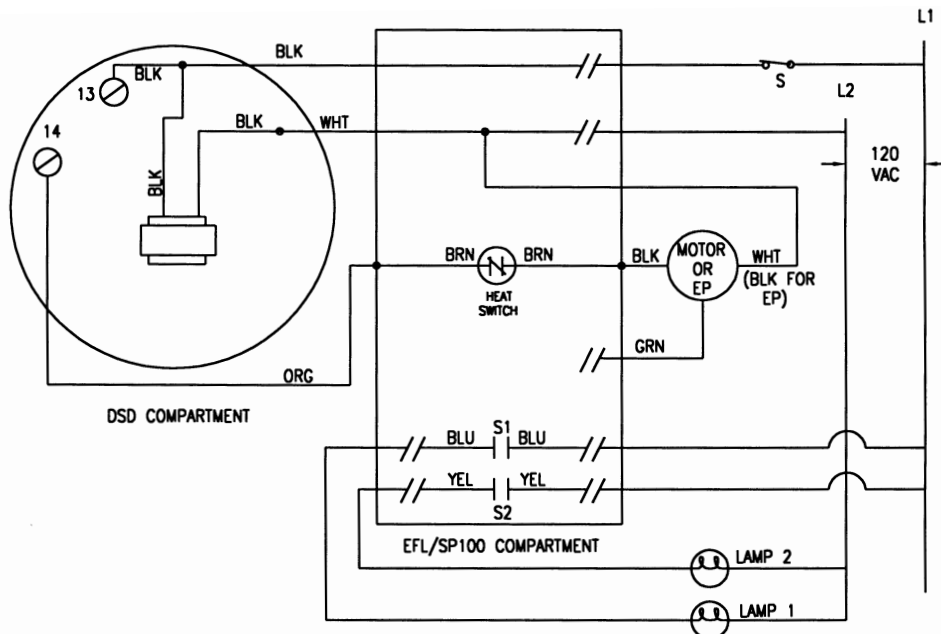 L1
BLK
BLK
13
S
L2
14
BLK
WHT
120
VAC
BLK
BRN
BRN
BLK
MOTOR
OR
EP
WHT
(BLK FOR
EP)
HEAT
SWITCH
GRN
ORG
DSD COMPARTMENT
S1
BLU
BLU
YEL
YEL
S2
EFL/SP100 COMPARTMENT
LAMP 2
LAMP 1